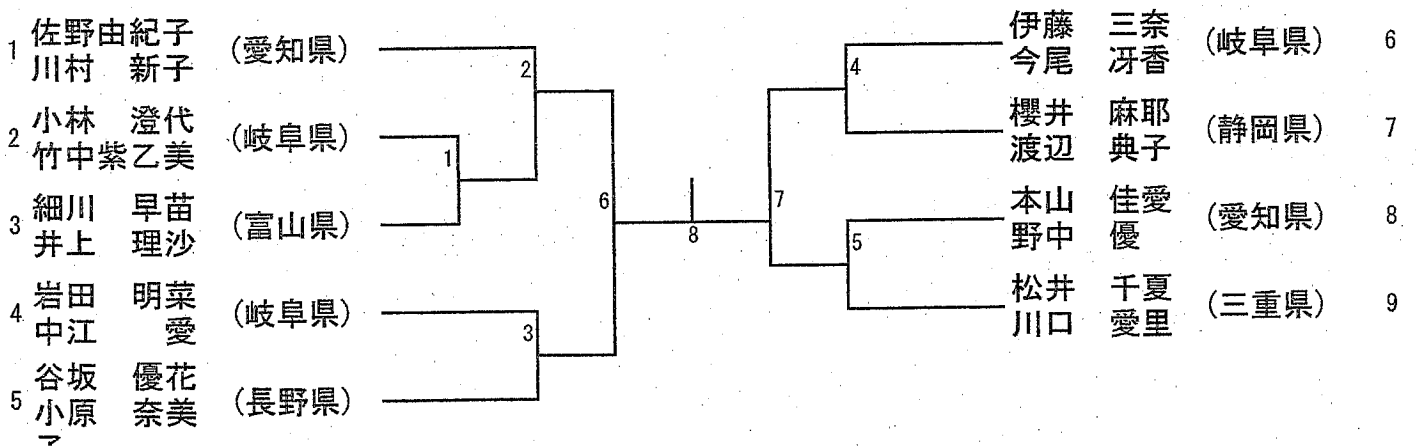 1 佐野由紀子 (愛知県)
川村 新子
2 小林 澄代 (岐阜県)
竹中紫乙美
3 細川 早苗 (富山県)
井上 理沙
4 岩田 明菜 (岐阜県)
中江 愛
5 谷坂 優花 (長野県)
小原 奈美
子
2
1
6
3
8
4
7
5
伊藤 三奈 (岐阜県) 6
今尾 冴香
櫻井 麻耶 (静岡県) 7
渡辺 典子
本山 佳愛 (愛知県) 8
野中 優
松井 千夏 (三重県) 9
川口 愛里